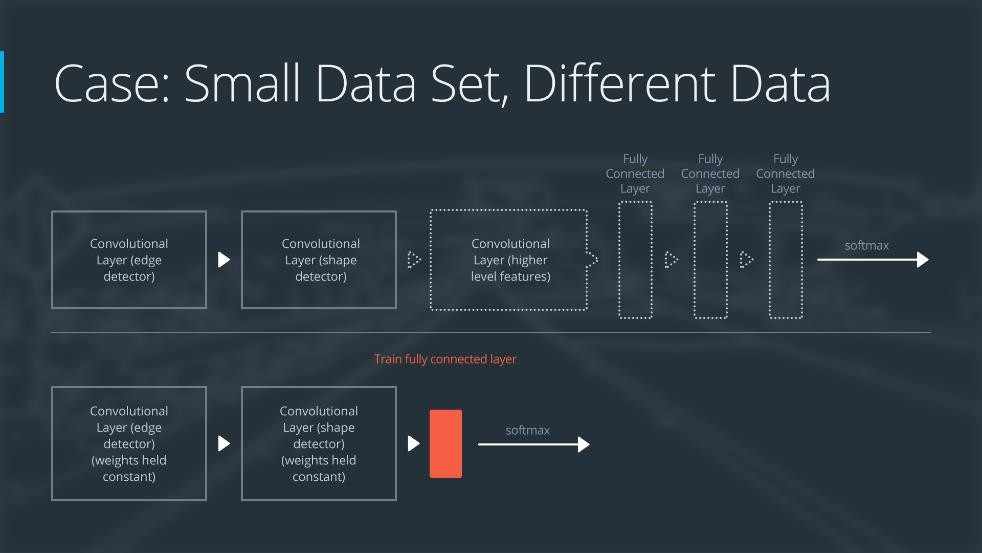 Case: Small Data Set, Different Data
Fully
Connected
Layer
Fully
Connected
Layer
Fully
Connected
Layer
Convolutional
Layer (edge
detector)
Convolutional
Layer (shape
detector)
Convolutional
Layer (higher
level features)
softmax
Train fully connected layer
Convolutional
Layer (edge
detector)
(weights held
constant)
Convolutional
Layer (shape
detector)
(weights held
constant)
softmax